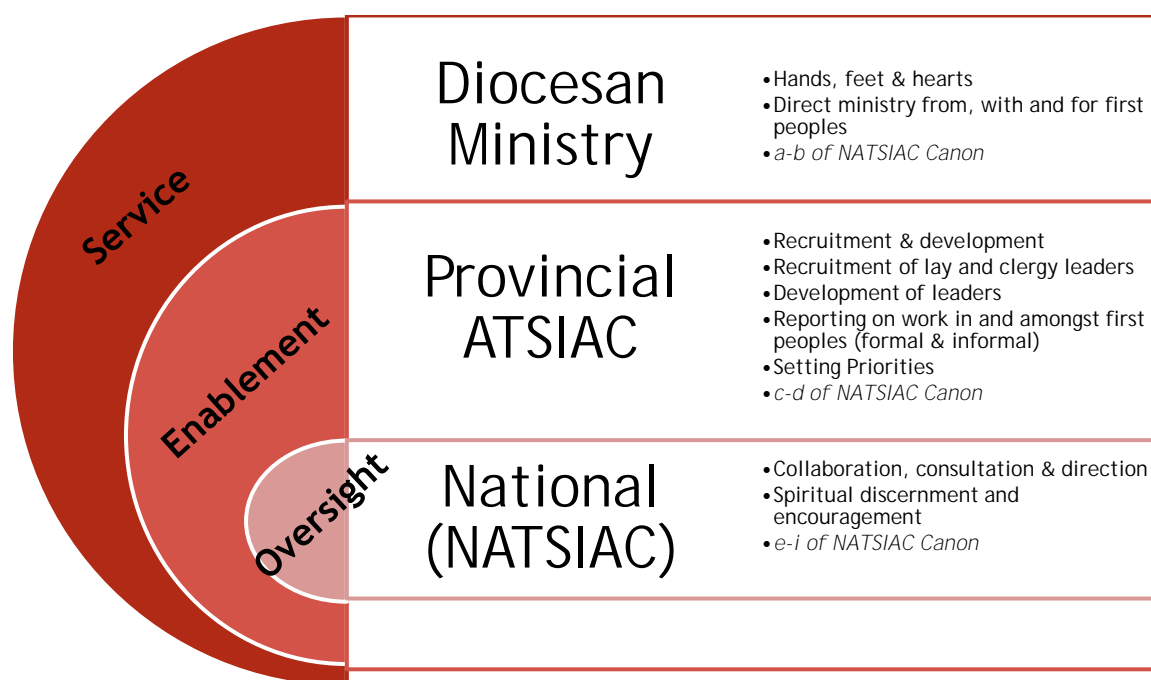 Service
Diocesan
Ministry
•Hands, feet & hearts
•Direct ministry from, with and for first
peoples
•a-b of NATSIAC Canon
Enablement
Provincial
ATSIAC
•Recruitment & development
•Recruitment of lay and clergy leaders
•Development of leaders
•Reporting on work in and amongst first
peoples (formal & informal)
•Setting Priorities
•c-d of NATSIAC Canon
Oversight
National
(NATSIAC)
•Collaboration, consultation & direction
•Spiritual discernment and
encouragement
•e-i of NATSIAC Canon